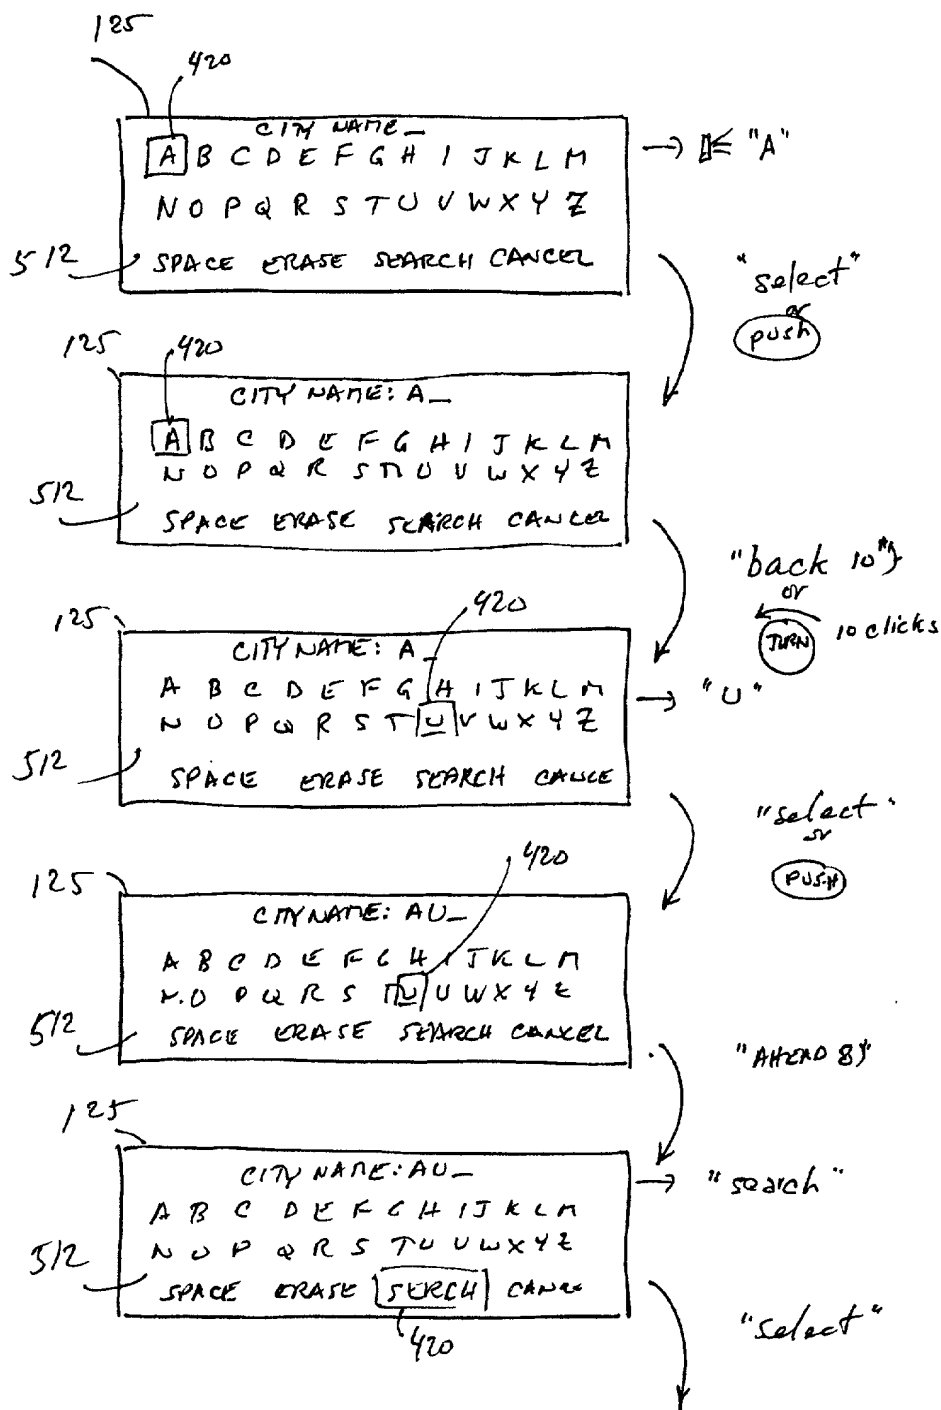 125
420
CITY NAME_
A B C D E F G H I J K L M → "A"
N O P Q R S T U V W X Y Z
512 SPACE ERASE SEARCH CANCEL
"select"
or
push
125 420
CITY NAME: A_
A B C D E F G H I J K L M
N O P Q R S T U V W X Y Z
512
SPACE ERASE SEARCH CANCEL
"back 10"
or
125 420
TURN 10 clicks
CITY NAME: A_
A B C D E F G H I J K L M → "U"
N O P Q R S T U V W X Y Z
512 SPACE ERASE SEARCH CANCE
"select"
or
PUSH
125 420
CITY NAME: AU_
A B C D E F G H I J K L M
N O P Q R S T U V W X Y Z
512 SPACE ERASE SEARCH CANCEL
"AHEAD 8"
125
CITY NAME: AU_ → "search"
A B C D E F G H I J K L M
N O P Q R S T U V W X Y Z
512 SPACE ERASE SERCH CANCE
420
"select"